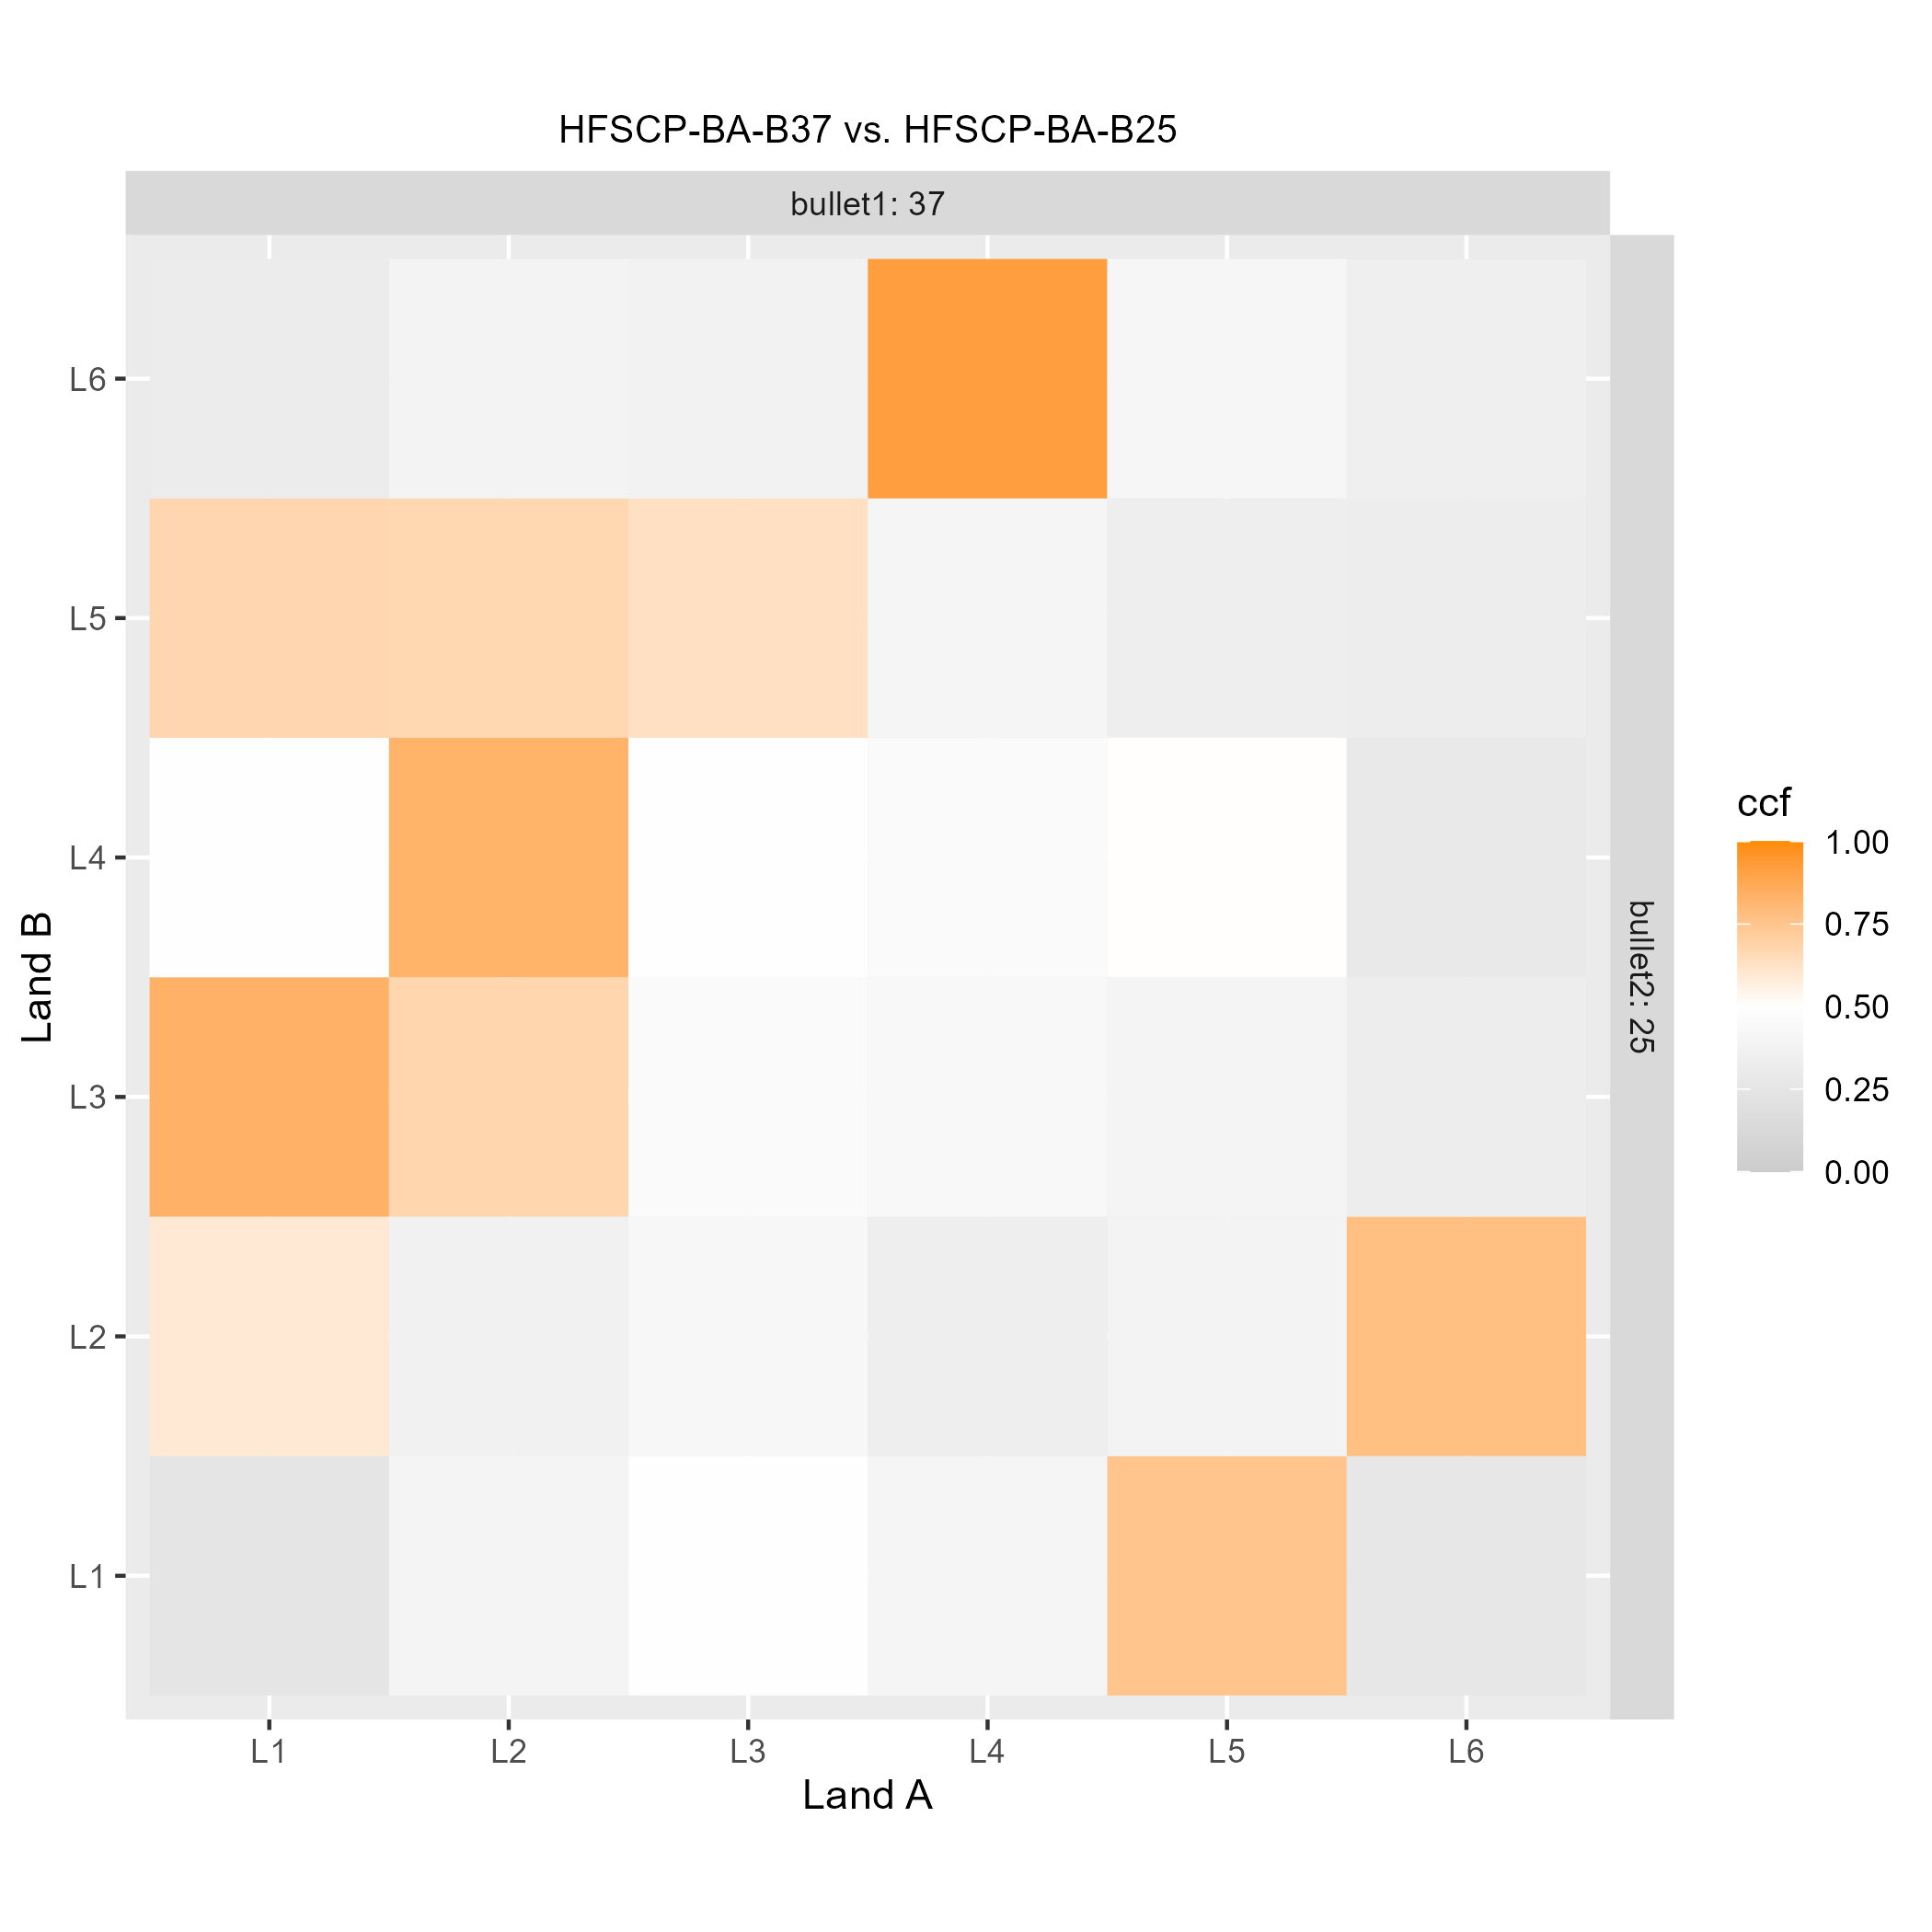 HFSCP-BA-B37 vs. HFSCP-BA-B25
bullet1: 37
L6
L5
L4
L3
L2
L1
Land B
bullet2: 25
L1 L2 L3 L4 L5 L6
Land A
ccf
1.00
0.75
0.50
0.25
0.00